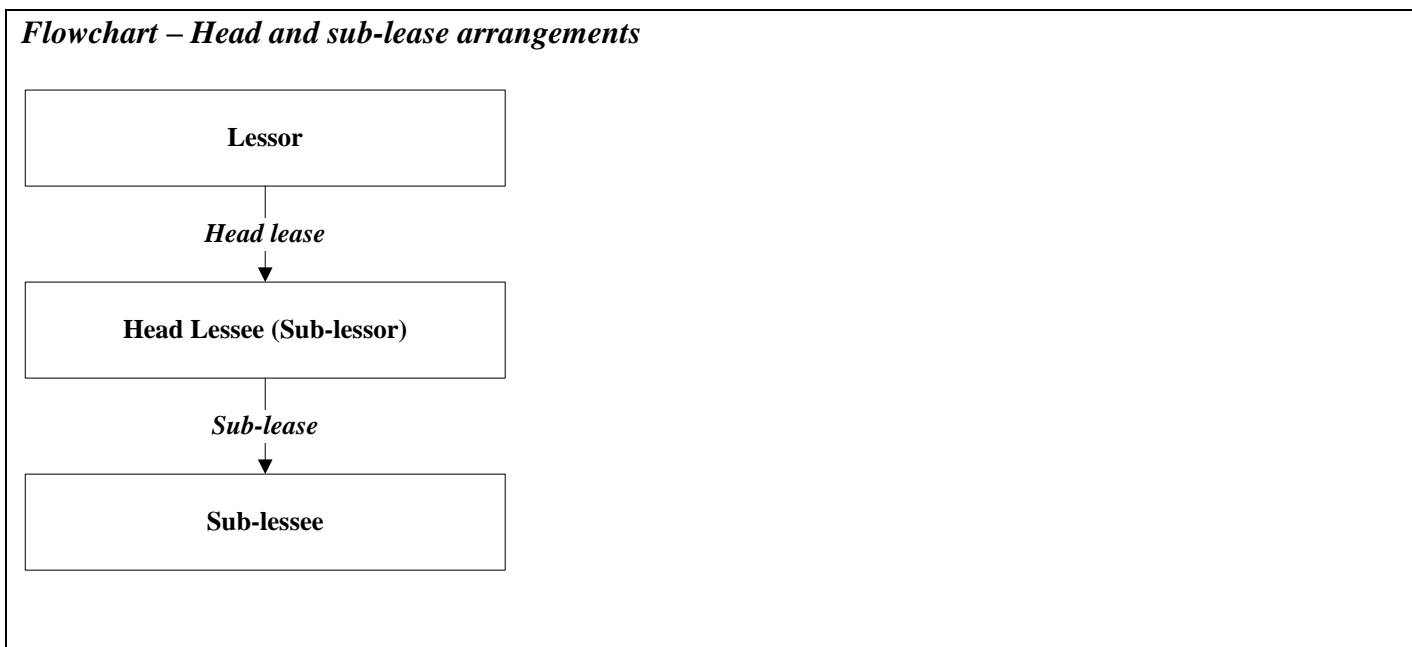 Flowchart – Head and sub-lease arrangements
Lessor
Head lease
Head Lessee (Sub-lessor)
Sub-lease
Sub-lessee